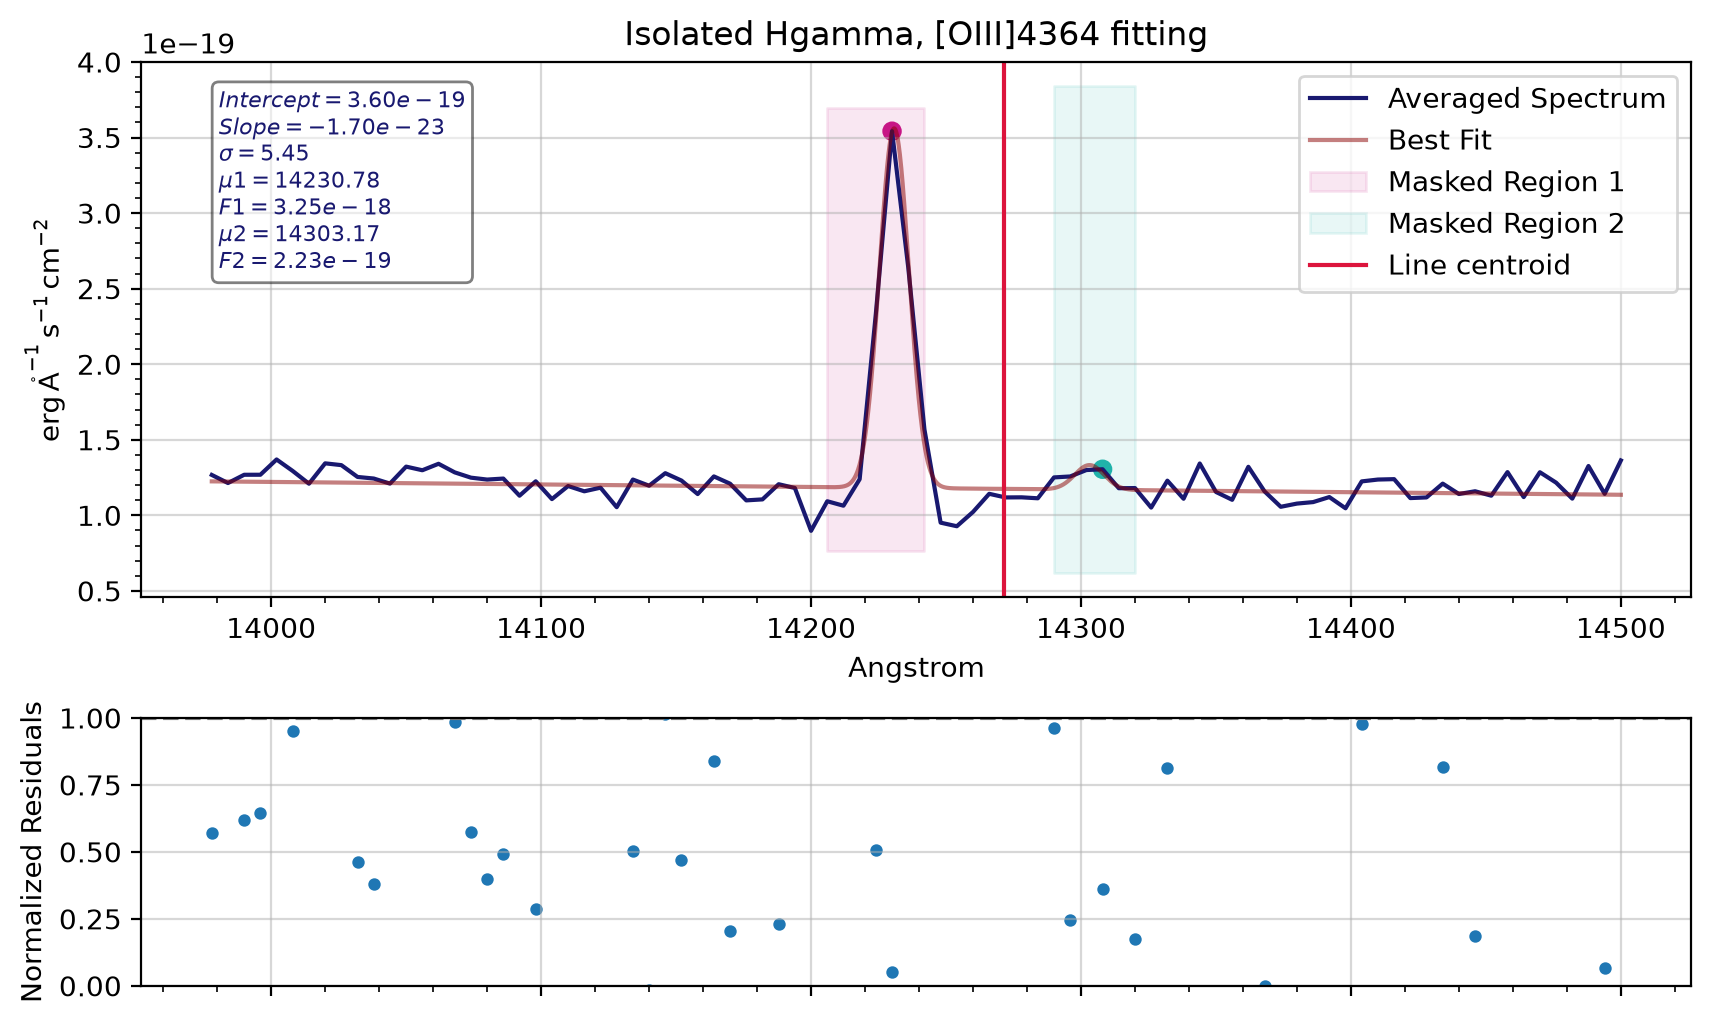 Isolated Hgamma, [OIII]4364 fitting
1e−19
4.0
3.5
3.0
2.5
2.0
1.5
1.0
0.5
erg Å⁻¹ s⁻¹ cm⁻²
Intercept = 3.60e − 19
Slope = −1.70e − 23
σ = 5.45
μ1 = 14230.78
F1 = 3.25e − 18
μ2 = 14303.17
F2 = 2.23e − 19
Averaged Spectrum
Best Fit
Masked Region 1
Masked Region 2
Line centroid
14000 14100 14200 14300 14400 14500
Angstrom
Normalized Residuals
1.00
0.75
0.50
0.25
0.00